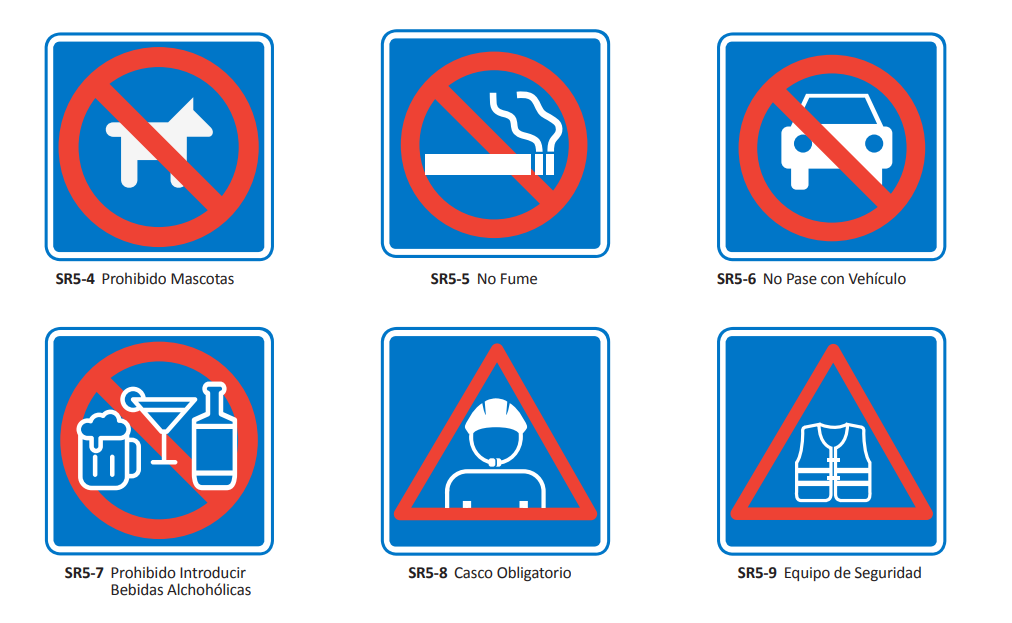 SR5-4 Prohibido Mascotas
SR5-5 No Fume
SR5-6 No Pase con Vehículo
SR5-7 Prohibido Introducir
Bebidas Alchohólicas
SR5-8 Casco Obligatorio
SR5-9 Equipo de Seguridad